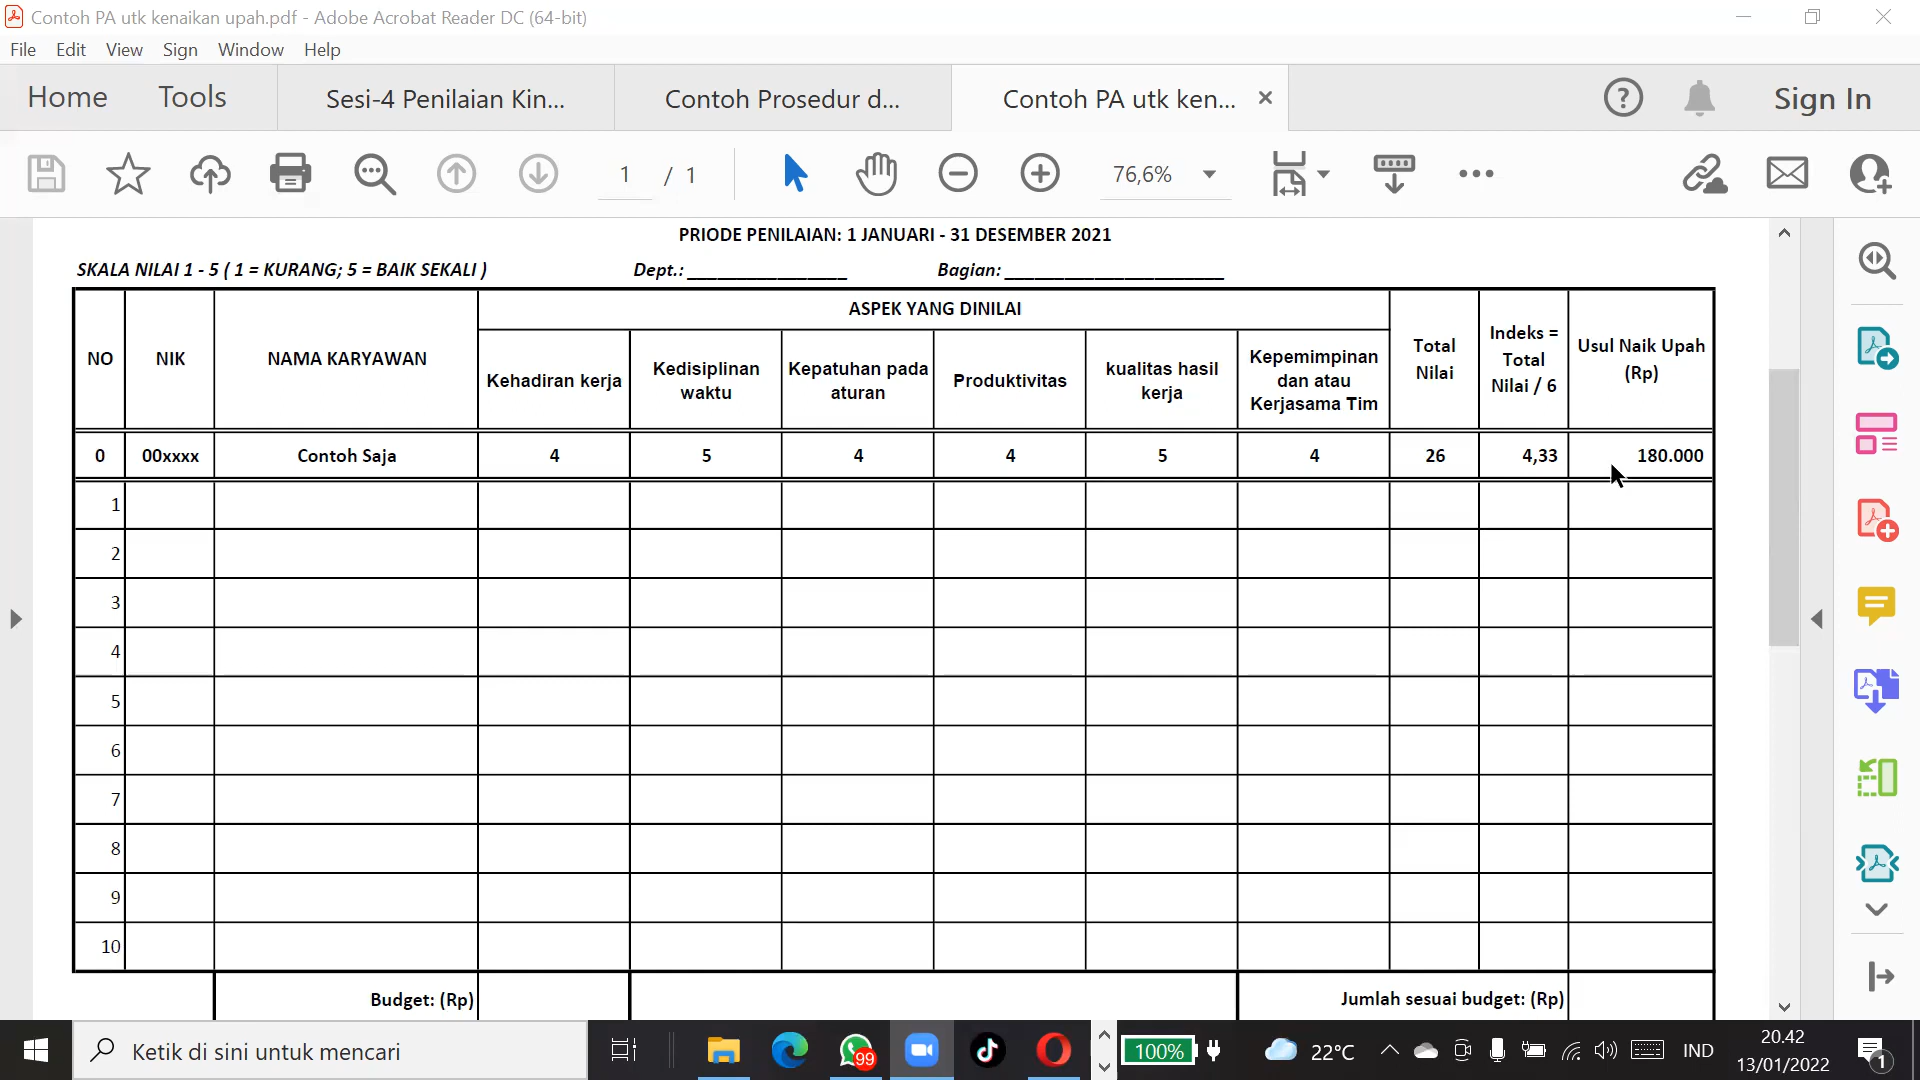 Contoh PA utk kenaikan upah.pdf - Adobe Acrobat Reader DC (64-bit)
File Edit View Sign Window Help
Home Tools Sesi-4 Penilaian Kin... Contoh Prosedur d... Contoh PA utk ken... Sign In
1 / 1 76,6%
PRIODE PENILAIAN: 1 JANUARI - 31 DESEMBER 2021
SKALA NILAI 1 - 5 ( 1 = KURANG; 5 = BAIK SEKALI ) Dept.: ________________ Bagian: ______________________
NO NIK NAMA KARYAWAN ASPEK YANG DINILAI Total Nilai Indeks = Total Nilai / 6 Usul Naik Upah (Rp)
Kehadiran kerja Kedisiplinan waktu Kepatuhan pada aturan Produktivitas kualitas hasil kerja Kepemimpinan dan atau Kerjasama Tim
0 00xxxx Contoh Saja 4 5 4 4 5 4 26 4,33 180.000
1
2
3
4
5
6
7
8
9
10
Budget: (Rp) Jumlah sesuai budget: (Rp)
Ketik di sini untuk mencari 99 100% 22°C IND 20.42
13/01/2022 1